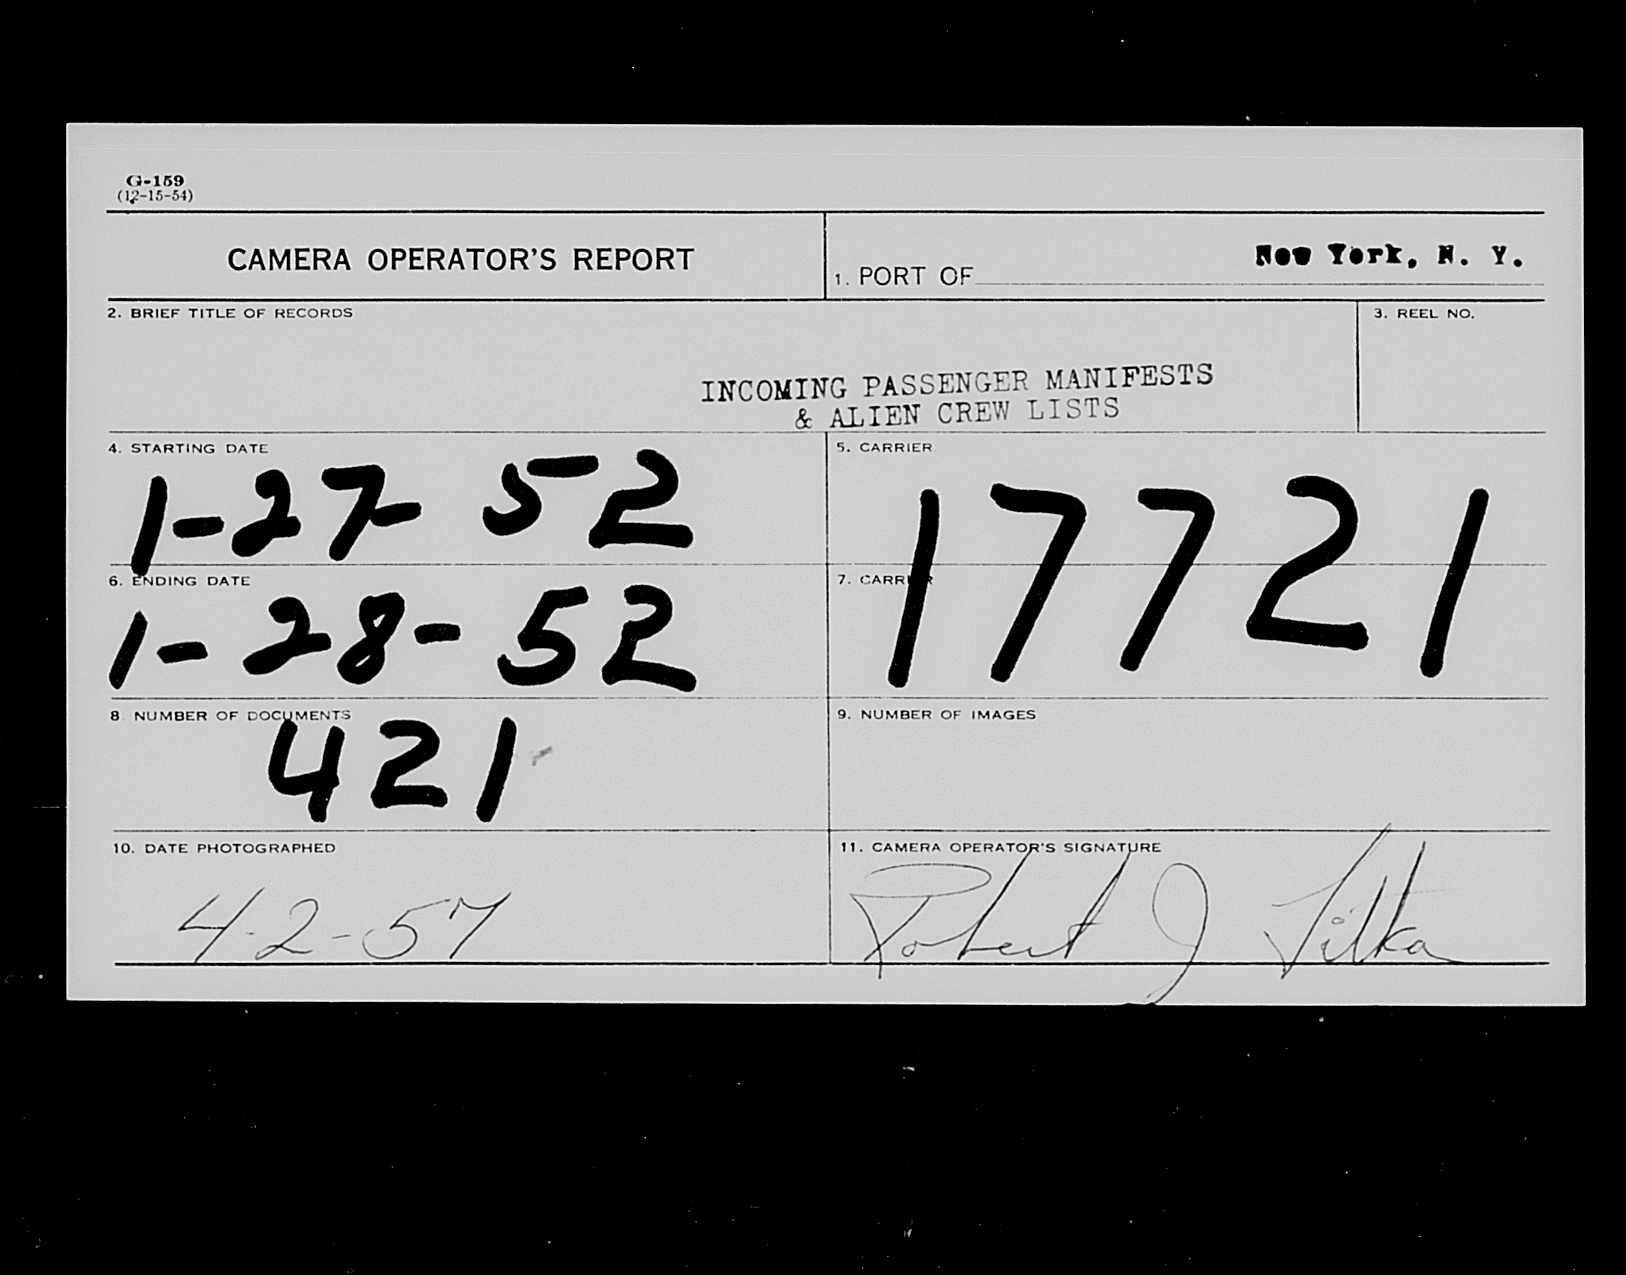 G-159
(12-15-54)
CAMERA OPERATOR'S REPORT
1. PORT OF New York, N. Y.
2. BRIEF TITLE OF RECORDS
3. REEL NO.
INCOMING PASSENGER MANIFESTS
& ALIEN CREW LISTS
4. STARTING DATE
1-27-52
5. CARRIER
17721
6. ENDING DATE
1-28-52
7. CARRIER
8 NUMBER OF DOCUMENTS
421
9. NUMBER OF IMAGES
10. DATE PHOTOGRAPHED
4-2-57
11. CAMERA OPERATOR'S SIGNATURE
Robert J